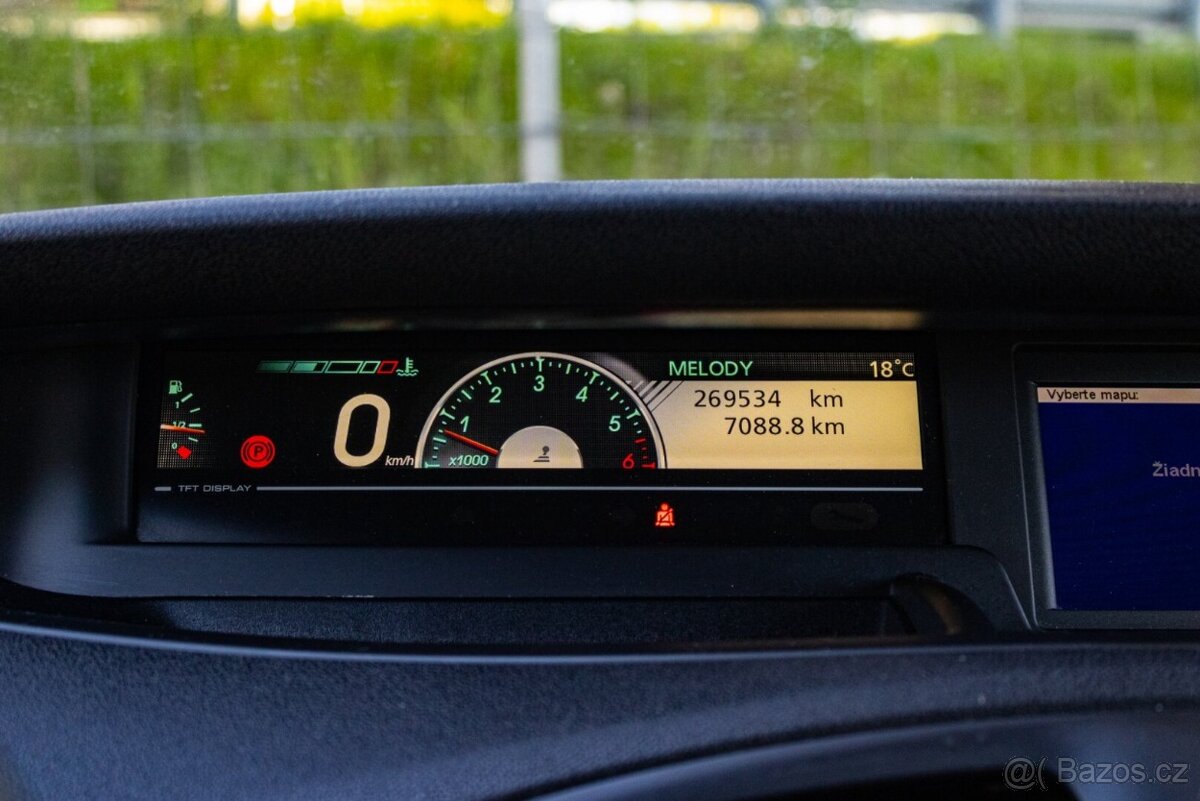 MELODY 18°C
269534 km
7088.8 km
1
1/2
0
P
0 km/h
1 2 3 4 5 6
x1000
TFT DISPLAY
Vyberte mapu:
Žiadn
@( Bazos.cz